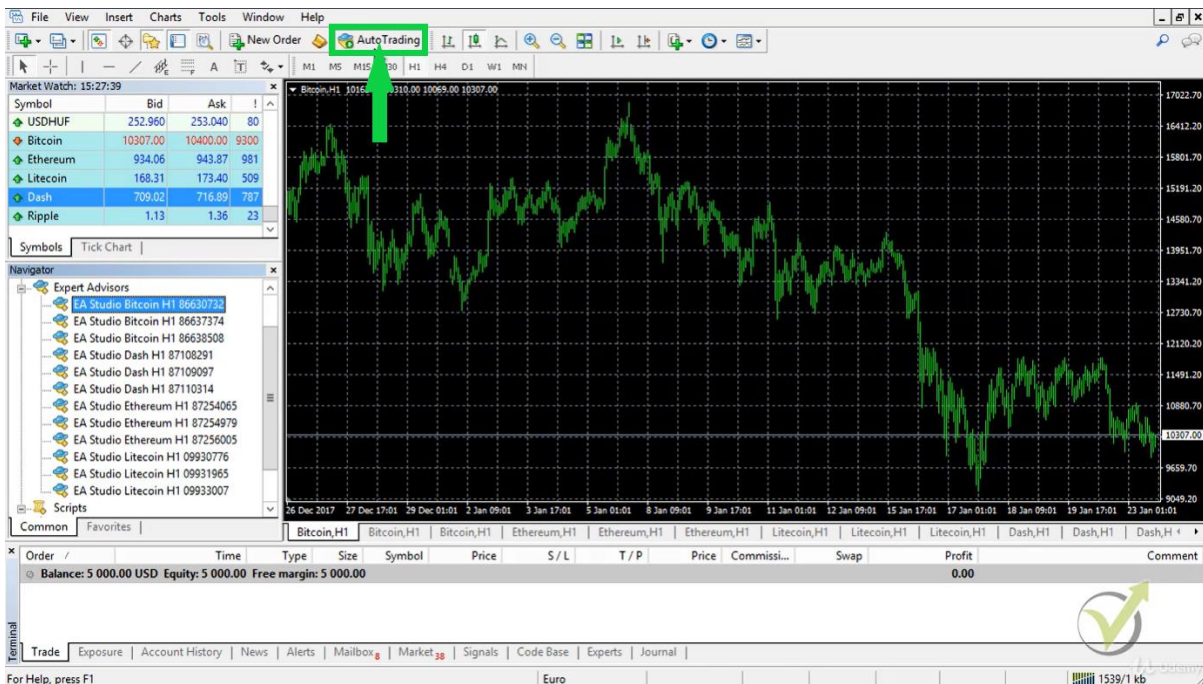 File View Insert Charts Tools Window Help
New Order AutoTrading
A T M1 M5 M15 M30 H1 H4 D1 W1 MN
Market Watch: 15:27:39
Symbol Bid Ask !
USDHUF 252.960 253.040 80
Bitcoin 10307.00 10400.00 9300
Ethereum 934.06 943.87 981
Litecoin 168.31 173.40 509
Dash 709.02 716.89 787
Ripple 1.13 1.36 23
Symbols Tick Chart
Navigator
Expert Advisors
EA Studio Bitcoin H1 86630732
EA Studio Bitcoin H1 86637374
EA Studio Bitcoin H1 86638508
EA Studio Dash H1 87108291
EA Studio Dash H1 87109097
EA Studio Dash H1 87110314
EA Studio Ethereum H1 87254065
EA Studio Ethereum H1 87254979
EA Studio Ethereum H1 87256005
EA Studio Litecoin H1 09930776
EA Studio Litecoin H1 09931965
EA Studio Litecoin H1 09933007
Scripts
Common Favorites
Bitcoin,H1 10069.00 10307.00
17022.70
16412.20
15801.70
15191.20
14580.70
13951.70
13341.20
12730.70
12120.20
11491.20
10880.70
10307.00
9659.70
9049.20
26 Dec 2017 27 Dec 17:01 29 Dec 01:01 2 Jan 09:01 3 Jan 17:01 5 Jan 01:01 8 Jan 09:01 9 Jan 17:01 11 Jan 01:01 12 Jan 09:01 15 Jan 17:01 17 Jan 01:01 18 Jan 09:01 19 Jan 17:01 23 Jan 01:01
Bitcoin,H1 Bitcoin,H1 Bitcoin,H1 Ethereum,H1 Ethereum,H1 Ethereum,H1 Litecoin,H1 Litecoin,H1 Litecoin,H1 Dash,H1 Dash,H1 Dash,H
Order / Time Type Size Symbol Price S / L T / P Price Commissi... Swap Profit Comment
Balance: 5 000.00 USD Equity: 5 000.00 Free margin: 5 000.00 0.00
Terminal
Trade Exposure Account History News Alerts Mailbox 8 Market 38 Signals Code Base Experts Journal
Udemy
For Help, press F1 Euro 1539/1 kb